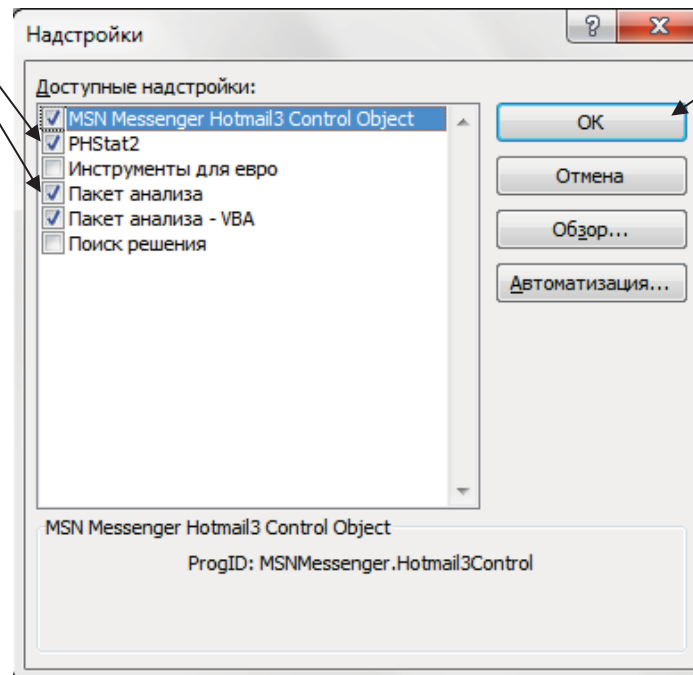 Надстройки
Доступные надстройки:
MSN Messenger Hotmail3 Control Object
PHStat2
Инструменты для евро
Пакет анализа
Пакет анализа - VBA
Поиск решения
OK
Отмена
Обзор...
Автоматизация...
MSN Messenger Hotmail3 Control Object
ProgID: MSNMessenger.Hotmail3Control